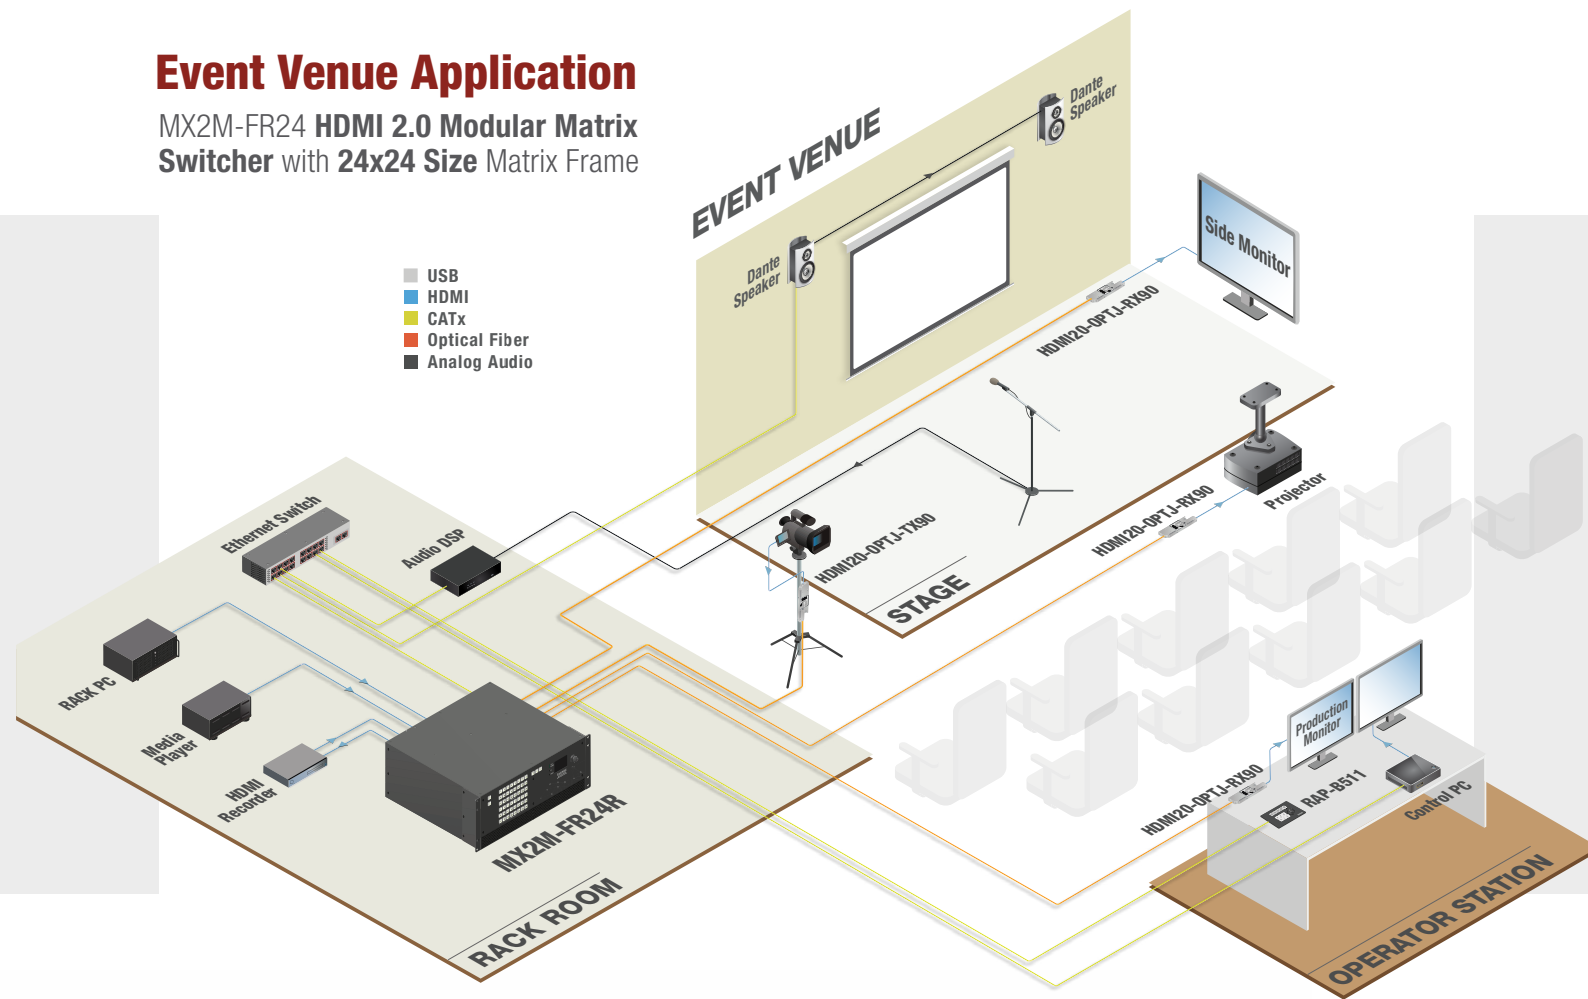 Event Venue Application
MX2M-FR24 HDMI 2.0 Modular Matrix
Switcher with 24x24 Size Matrix Frame
USB
HDMI
CATx
Optical Fiber
Analog Audio
EVENT VENUE
Dante
Speaker
Dante
Speaker
Side Monitor
HDMI20-OPTJ-RX90
Projector
HDMI20-OPTJ-RX90
HDMI20-OPTJ-TX90
STAGE
Ethernet Switch
Audio DSP
RACK PC
Media
Player
HDMI
Recorder
MX2M-FR24R
RACK ROOM
Production
Monitor
HDMI20-OPTJ-RX90
RAP-B511
Control PC
OPERATOR STATION